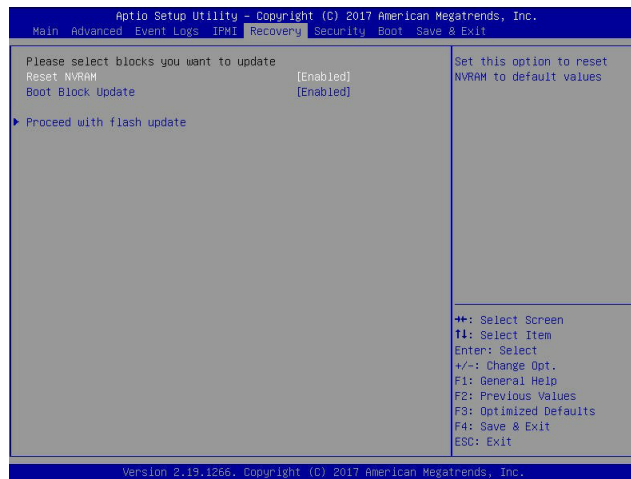 Aptio Setup Utility – Copyright (C) 2017 American Megatrends, Inc.
Main Advanced Event Logs IPMI Recovery Security Boot Save & Exit
Please select blocks you want to update
Reset NVRAM [Enabled]
Boot Block Update [Enabled]
▶ Proceed with flash update
Set this option to reset
NVRAM to default values
→←: Select Screen
↑↓: Select Item
Enter: Select
+/-: Change Opt.
F1: General Help
F2: Previous Values
F3: Optimized Defaults
F4: Save & Exit
ESC: Exit
Version 2.19.1266. Copyright (C) 2017 American Megatrends, Inc.